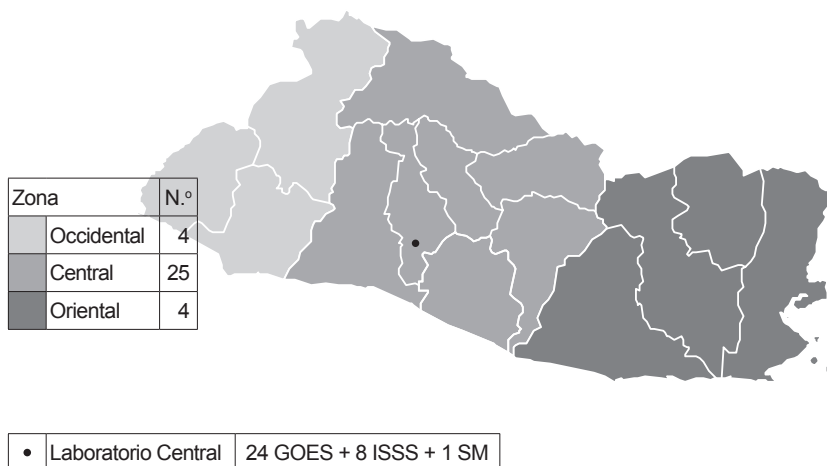 Zona N.º
Occidental 4
Central 25
Oriental 4
• Laboratorio Central 24 GOES + 8 ISSS + 1 SM